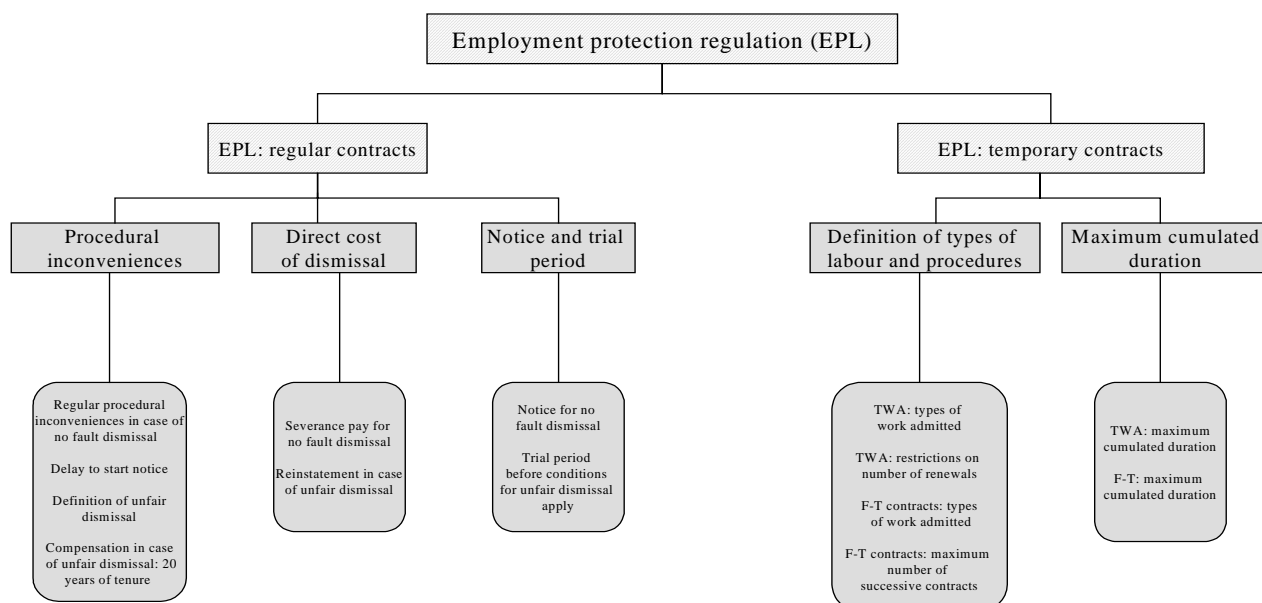 Employment protection regulation (EPL)
EPL: regular contracts
EPL: temporary contracts
Procedural
inconveniences
Direct cost
of dismissal
Notice and trial
period
Definition of types of
labour and procedures
Maximum cumulated
duration
Regular procedural
inconveniences in case of
no fault dismissal
Delay to start notice
Definition of unfair
dismissal
Compensation in case
of unfair dismissal: 20
years of tenure
Severance pay for
no fault dismissal
Reinstatement in case
of unfair dismissal
Notice for no
fault dismissal
Trial period
before conditions
for unfair dismissal
apply
TWA: types of
work admitted
TWA: restrictions on
number of renewals
F-T contracts: types
of work admitted
F-T contracts: maximum
number of
successive contracts
TWA: maximum
cumulated duration
F-T: maximum
cumulated duration